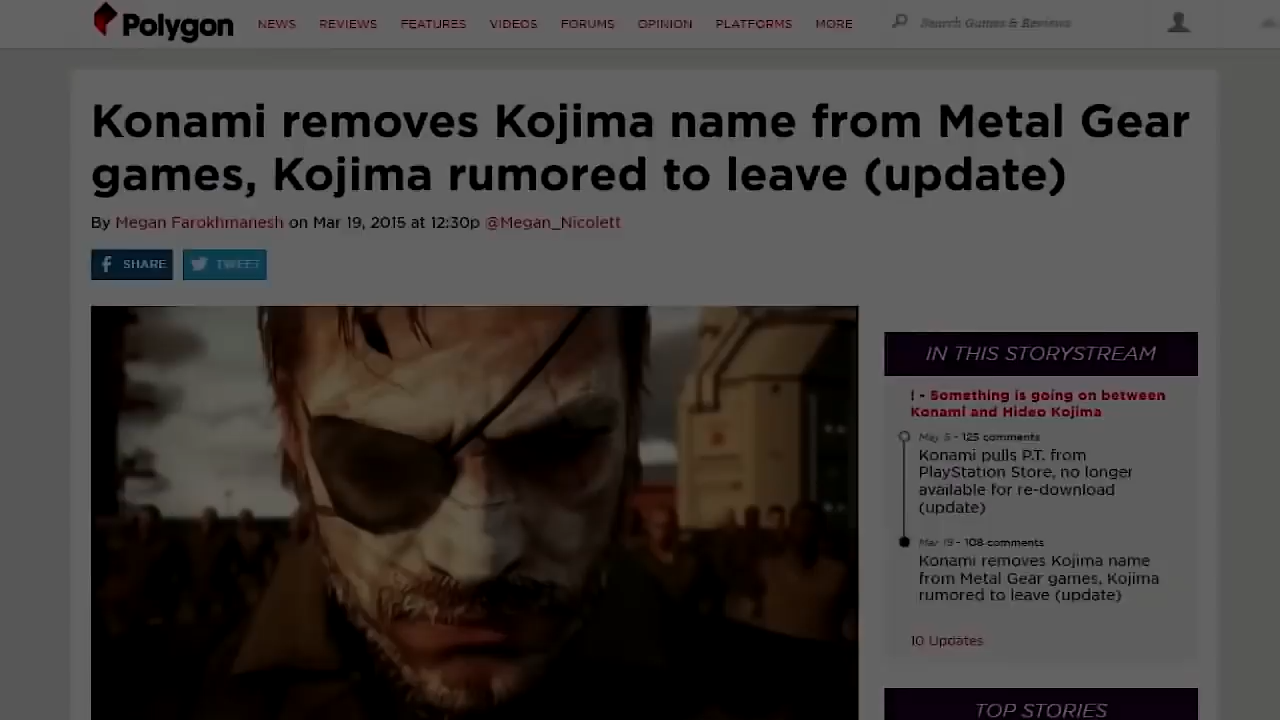 Polygon
NEWS REVIEWS FEATURES VIDEOS FORUMS OPINION PLATFORMS MORE Search Games & Reviews
Konami removes Kojima name from Metal Gear
games, Kojima rumored to leave (update)
By Megan Farokhmanesh on Mar 19, 2015 at 12:30p @Megan_Nicolett
SHARE TWEET
IN THIS STORYSTREAM
! - Something is going on between
Konami and Hideo Kojima
May 5 - 125 comments
Konami pulls P.T. from
PlayStation Store, no longer
available for re-download
(update)
Mar 19 - 108 comments
Konami removes Kojima name
from Metal Gear games, Kojima
rumored to leave (update)
10 Updates
TOP STORIES